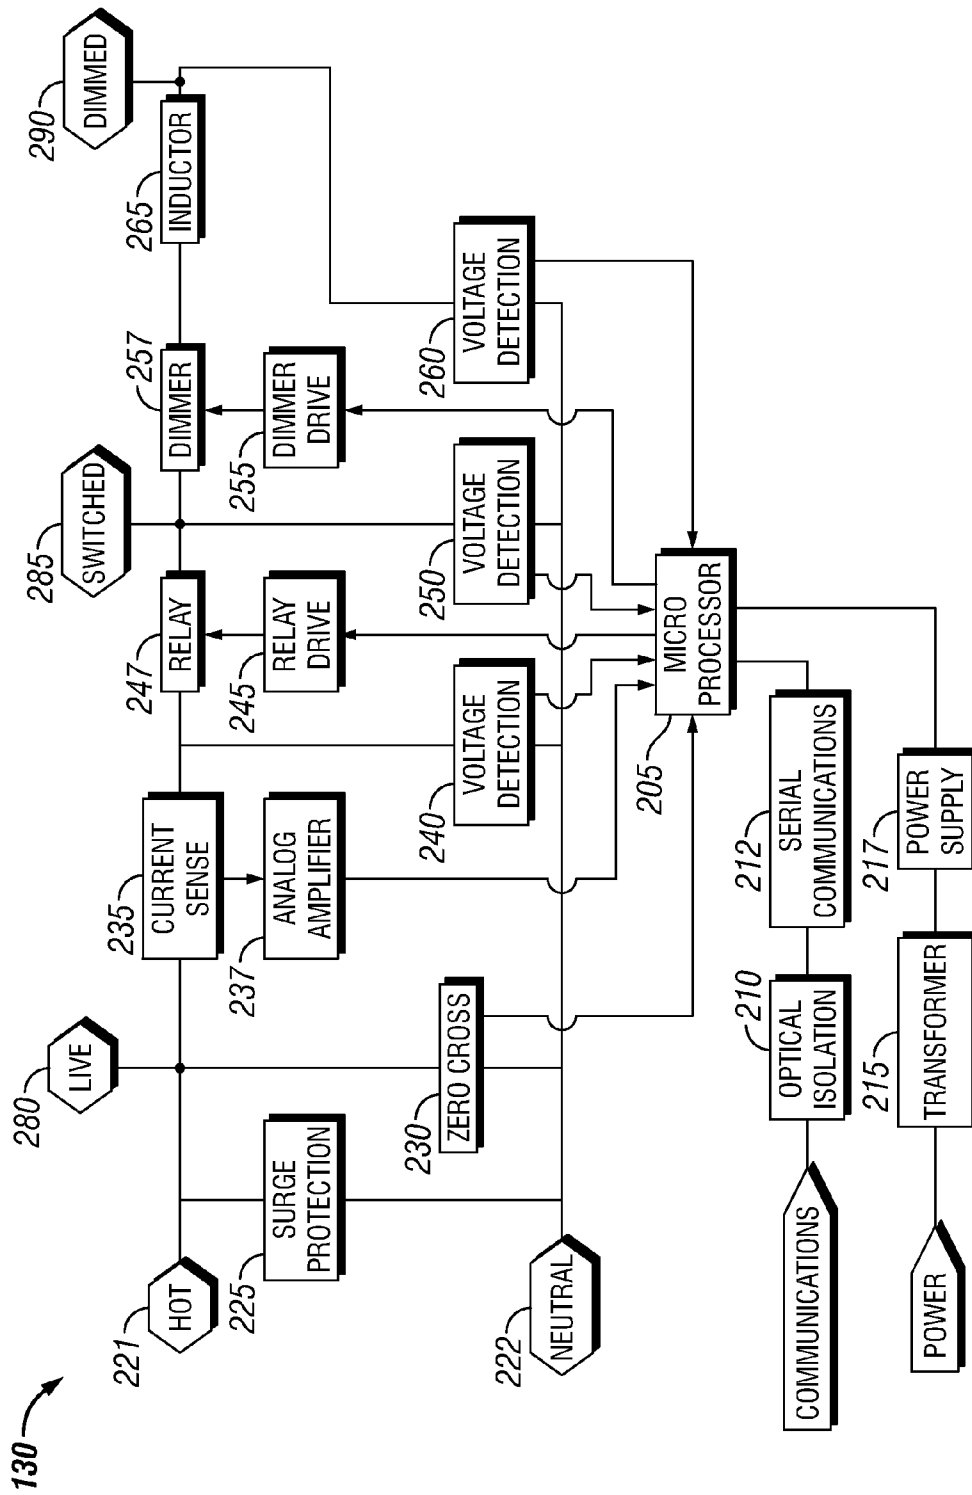 130
221
HOT
280
LIVE
235
CURRENT
SENSE
247
RELAY
285
SWITCHED
257
DIMMER
265
INDUCTOR
290
DIMMED
225
SURGE
PROTECTION
237
ANALOG
AMPLIFIER
245
RELAY
DRIVE
255
DIMMER
DRIVE
222
NEUTRAL
230
ZERO CROSS
240
VOLTAGE
DETECTION
250
VOLTAGE
DETECTION
260
VOLTAGE
DETECTION
205
MICRO
PROCESSOR
COMMUNICATIONS
210
OPTICAL
ISOLATION
212
SERIAL
COMMUNICATIONS
POWER
215
TRANSFORMER
217
POWER
SUPPLY